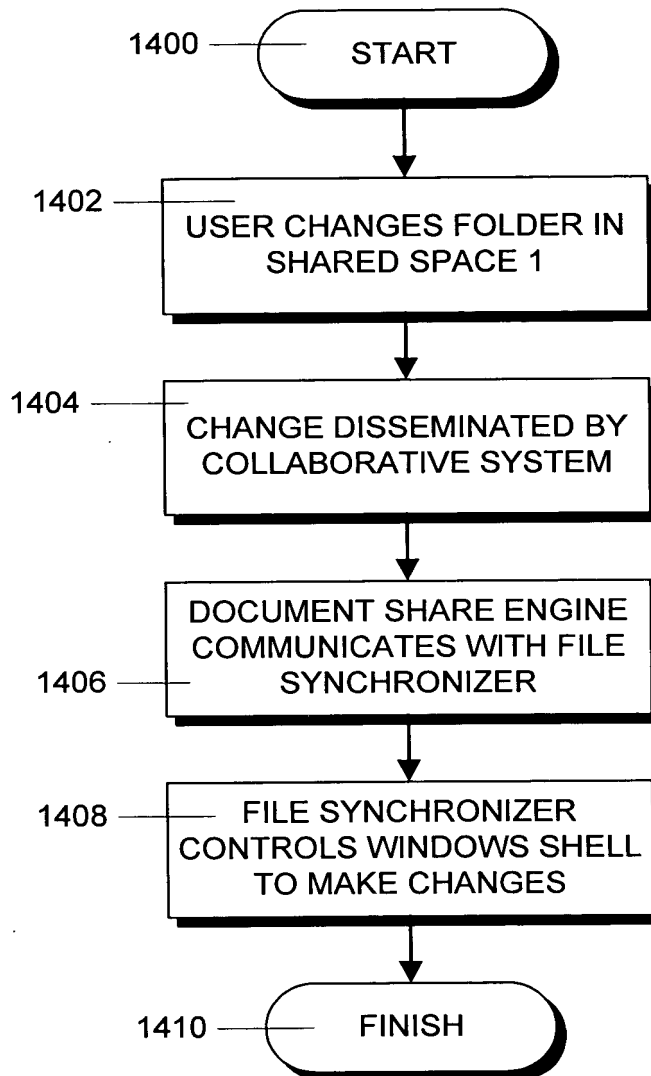 1400
START
1402
USER CHANGES FOLDER IN
SHARED SPACE 1
1404
CHANGE DISSEMINATED BY
COLLABORATIVE SYSTEM
DOCUMENT SHARE ENGINE
COMMUNICATES WITH FILE
1406
SYNCHRONIZER
1408
FILE SYNCHRONIZER
CONTROLS WINDOWS SHELL
TO MAKE CHANGES
1410
FINISH